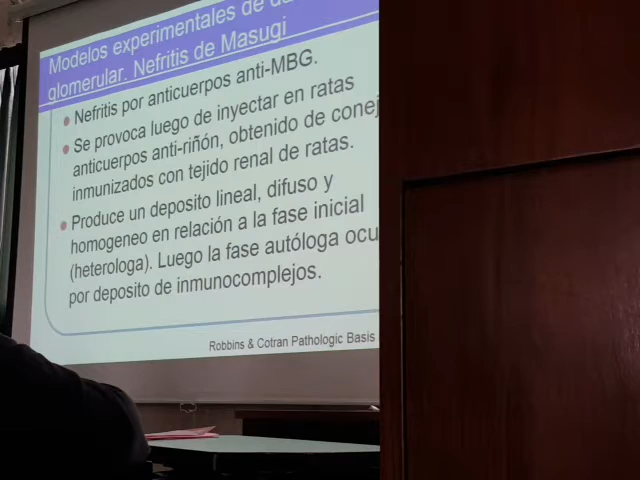 Modelos experimentales de
glomerular. Nefritis de Masugi
Nefritis por anticuerpos anti-MBG.
Se provoca luego de inyectar en ratas
anticuerpos anti-riñón, obtenido de conej
inmunizados con tejido renal de ratas.
Produce un deposito lineal, difuso y
homogeneo en relación a la fase inicial
(heterologa). Luego la fase autóloga ocu
por deposito de inmunocomplejos.
Robbins & Cotran Pathologic Basis